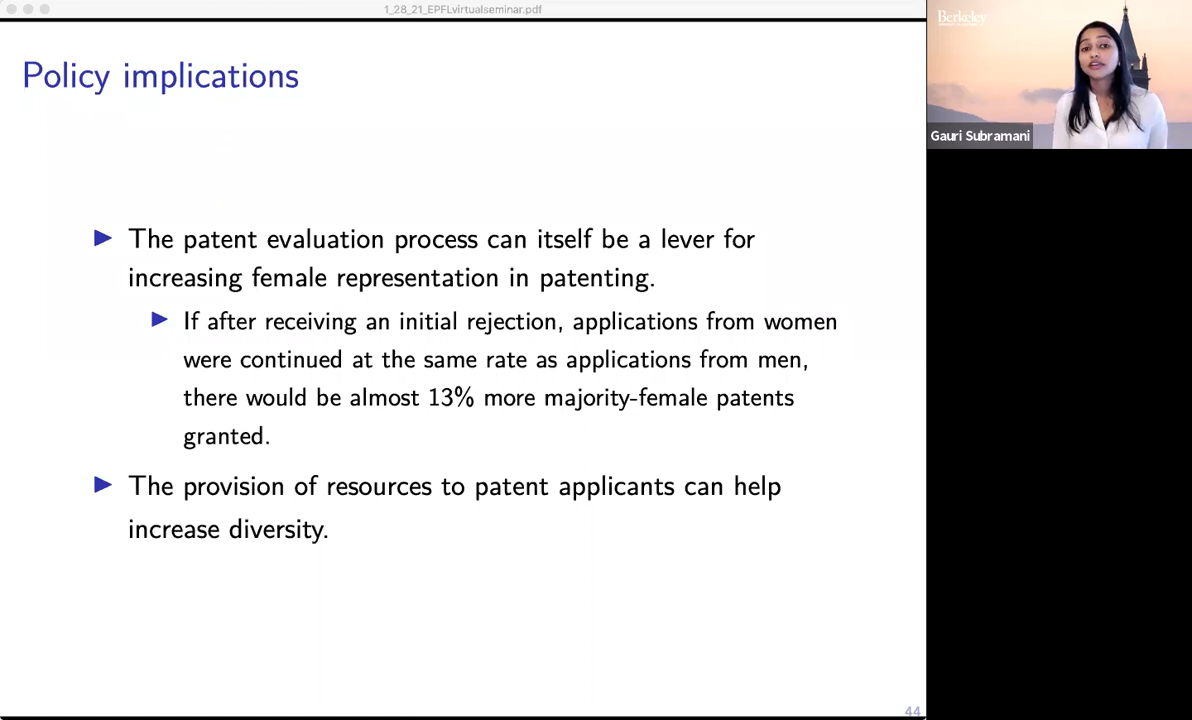 1_28_21_EPFLvirtualseminar.pdf
Policy implications
The patent evaluation process can itself be a lever for
increasing female representation in patenting.
If after receiving an initial rejection, applications from women
were continued at the same rate as applications from men,
there would be almost 13% more majority-female patents
granted.
The provision of resources to patent applicants can help
increase diversity.
44
Berkeley
Gauri Subramani